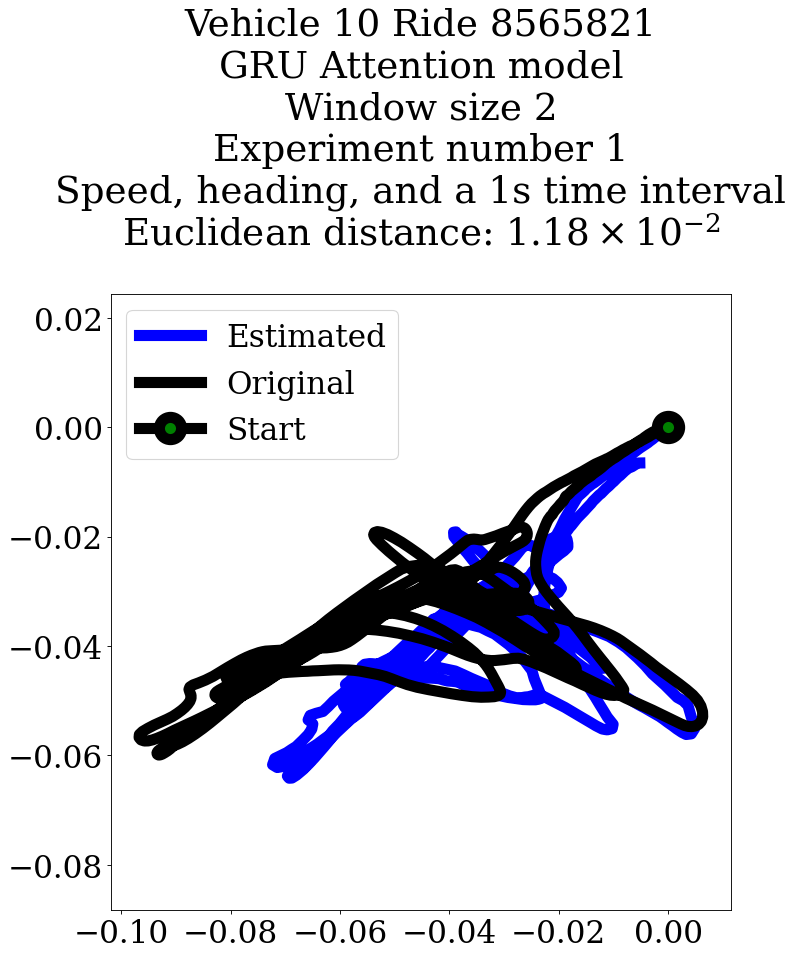 Vehicle 10 Ride 8565821
GRU Attention model
Window size 2
Experiment number 1
Speed, heading, and a 1s time interval
Euclidean distance: 1.18 × 10⁻²
Estimated
Original
Start
0.02
0.00
−0.02
−0.04
−0.06
−0.08
−0.10 −0.08 −0.06 −0.04 −0.02 0.00